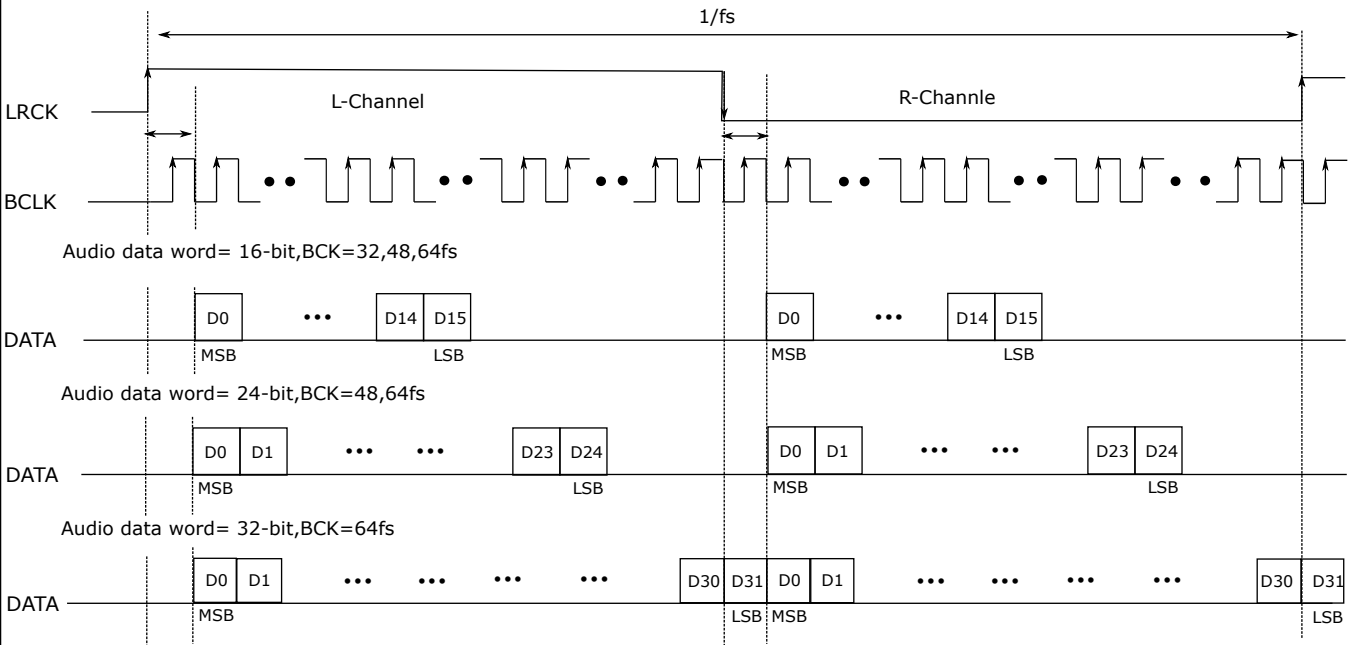 1/fs
LRCK
L-Channel
R-Channle
BCLK
Audio data word= 16-bit,BCK=32,48,64fs
DATA
D0 ••• D14 D15 D0 ••• D14 D15
MSB LSB MSB LSB
Audio data word= 24-bit,BCK=48,64fs
DATA
D0 D1 ••• ••• D23 D24 D0 D1 ••• ••• D23 D24
MSB LSB MSB LSB
Audio data word= 32-bit,BCK=64fs
DATA
D0 D1 ••• ••• ••• ••• D30 D31 D0 D1 ••• ••• ••• ••• D30 D31
MSB LSB MSB LSB